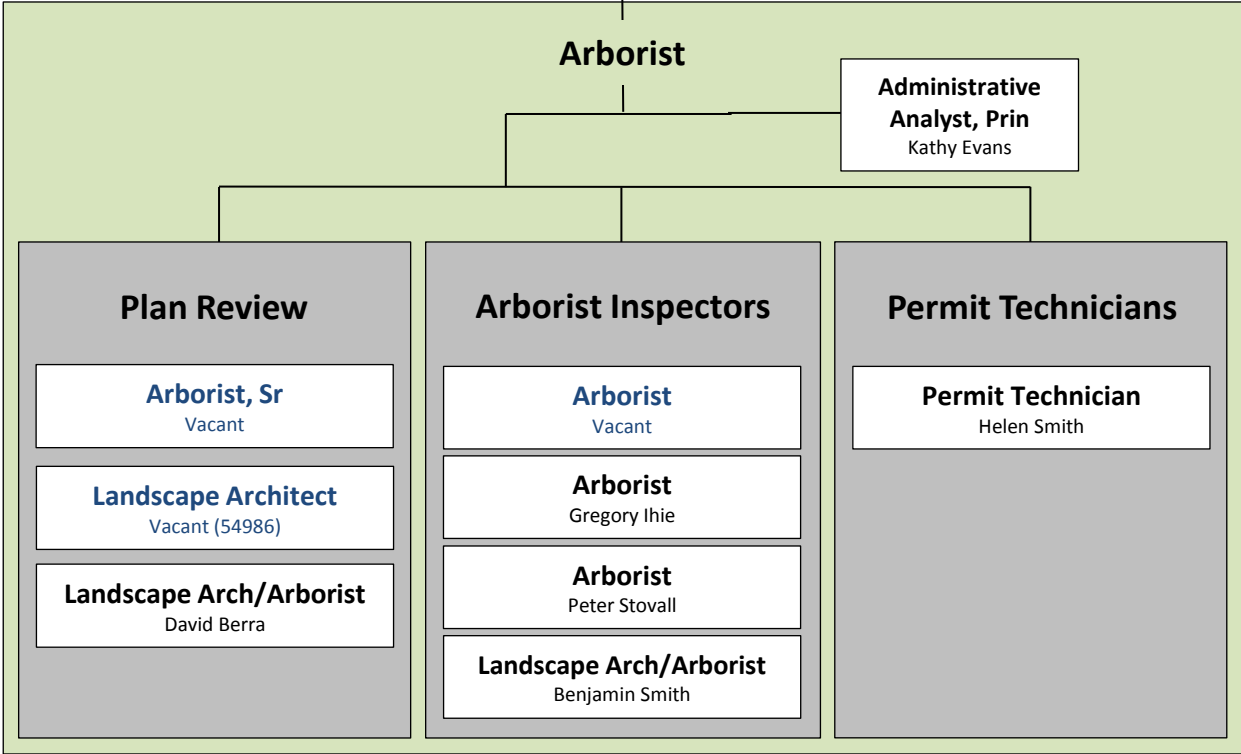 Arborist
Administrative
Analyst, Prin
Kathy Evans
Plan Review
Arborist, Sr
Vacant
Landscape Architect
Vacant (54986)
Landscape Arch/Arborist
David Berra
Arborist Inspectors
Arborist
Vacant
Arborist
Gregory Ihie
Arborist
Peter Stovall
Landscape Arch/Arborist
Benjamin Smith
Permit Technicians
Permit Technician
Helen Smith